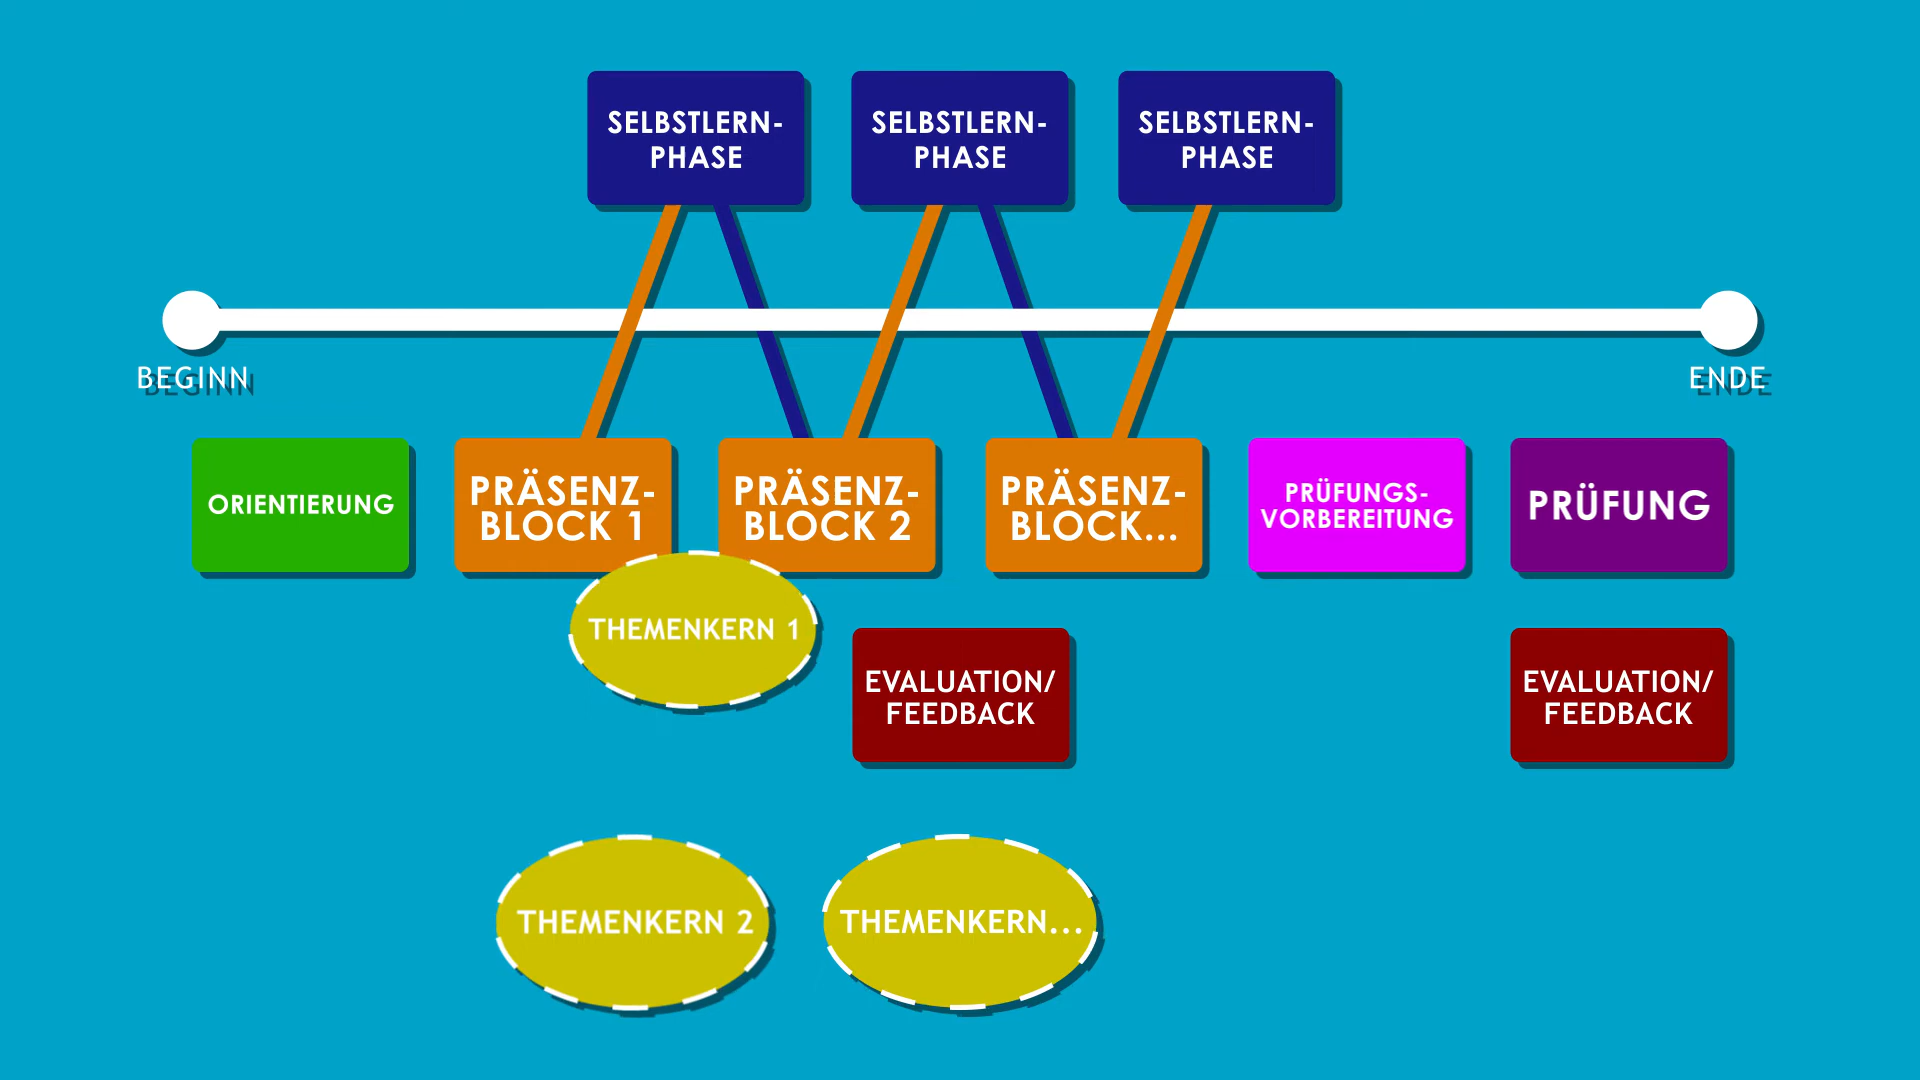 SELBSTLERN-
PHASE
SELBSTLERN-
PHASE
SELBSTLERN-
PHASE
BEGINN
ENDE
ORIENTIERUNG
PRÄSENZ-
BLOCK 1
PRÄSENZ-
BLOCK 2
PRÄSENZ-
BLOCK...
PRÜFUNGS-
VORBEREITUNG
PRÜFUNG
THEMENKERN 1
EVALUATION/
FEEDBACK
EVALUATION/
FEEDBACK
THEMENKERN 2
THEMENKERN...